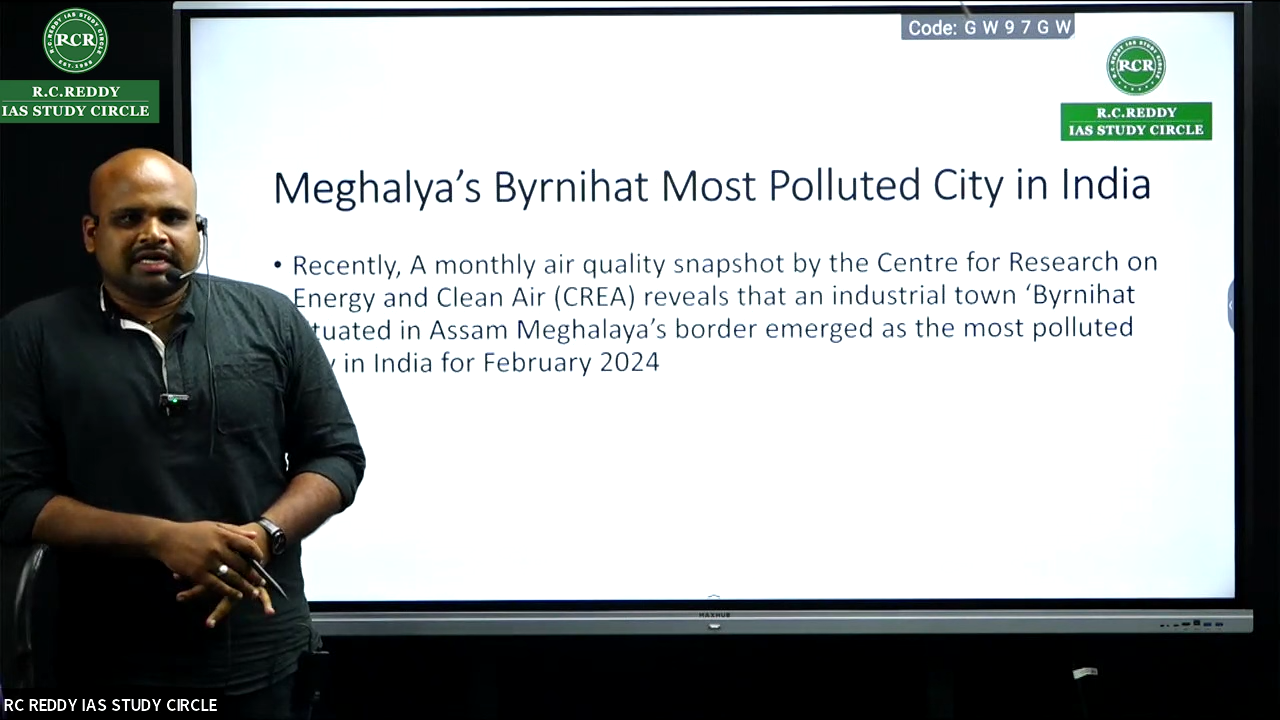 RCR
R.C.REDDY
IAS STUDY CIRCLE
Code: G W 9 7 G W
RCR
R.C.REDDY
IAS STUDY CIRCLE
Meghalya’s Byrnihat Most Polluted City in India
• Recently, A monthly air quality snapshot by the Centre for Research on
Energy and Clean Air (CREA) reveals that an industrial town ‘Byrnihat
in Assam Meghalaya’s border emerged as the most polluted
in India for February 2024
MAXHUB
RC REDDY IAS STUDY CIRCLE